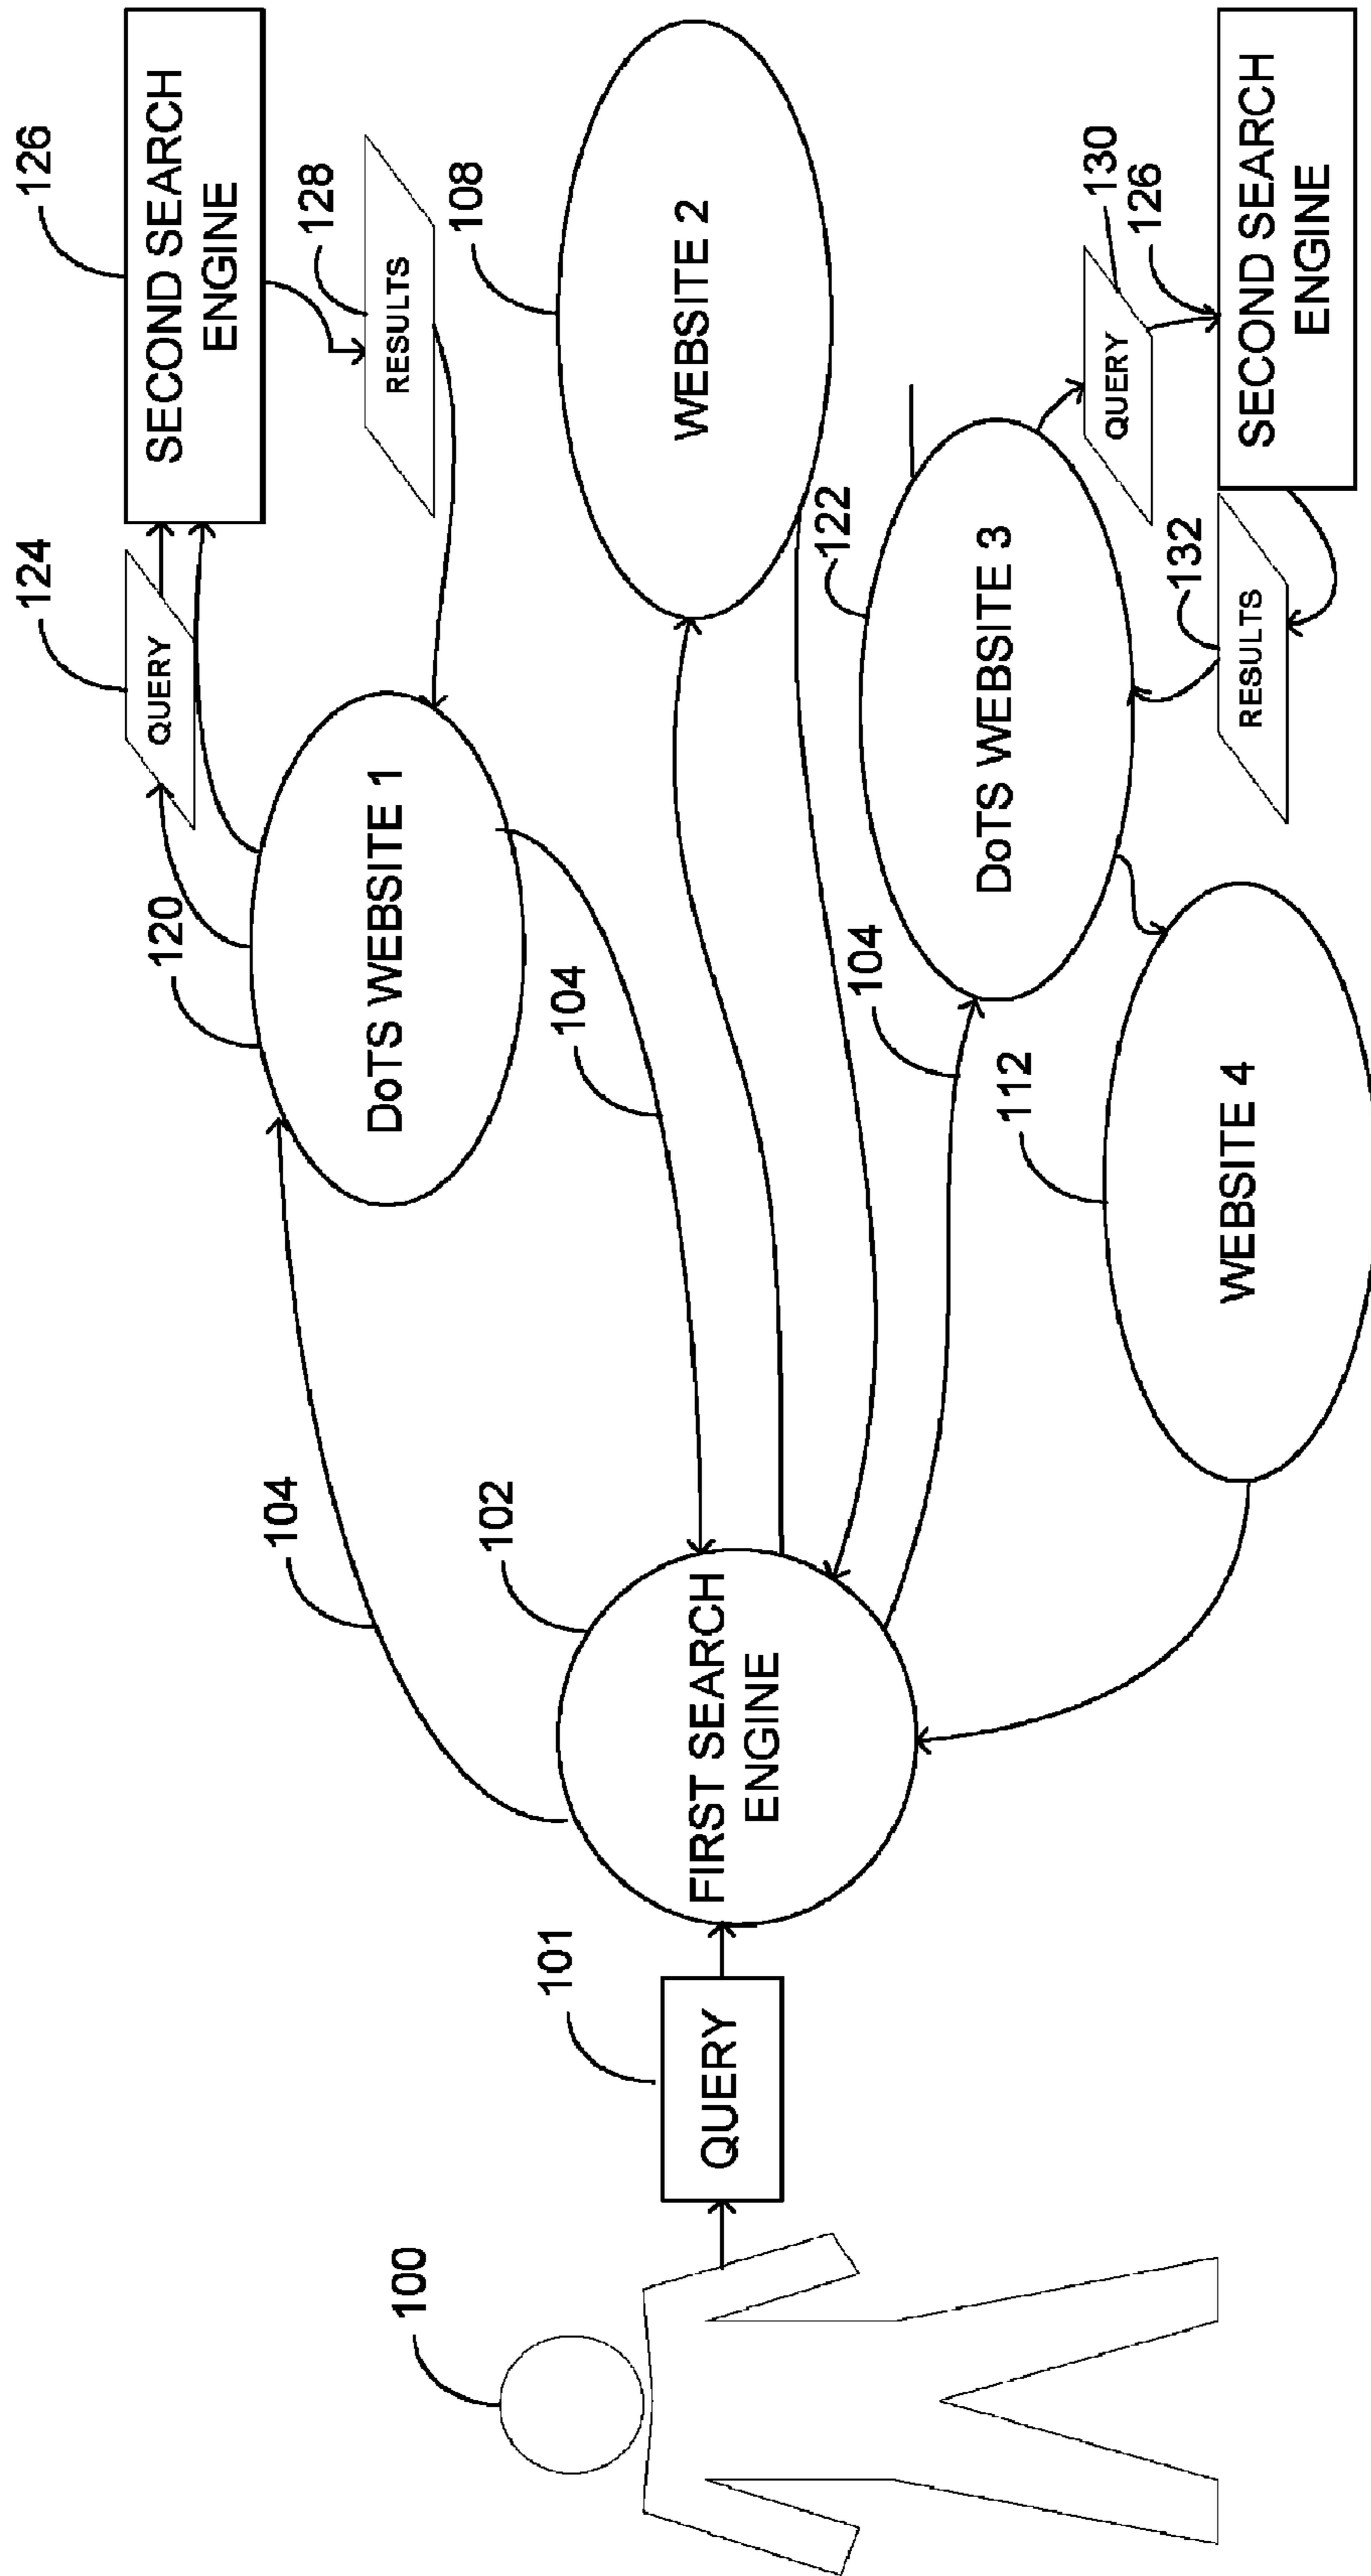 126
SECOND SEARCH
ENGINE
124
QUERY
128
RESULTS
120
DoTS WEBSITE 1
108
WEBSITE 2
104
104
102
FIRST SEARCH
ENGINE
101
QUERY
100
122
DoTS WEBSITE 3
104
130
QUERY
126
SECOND SEARCH
ENGINE
132
RESULTS
112
WEBSITE 4